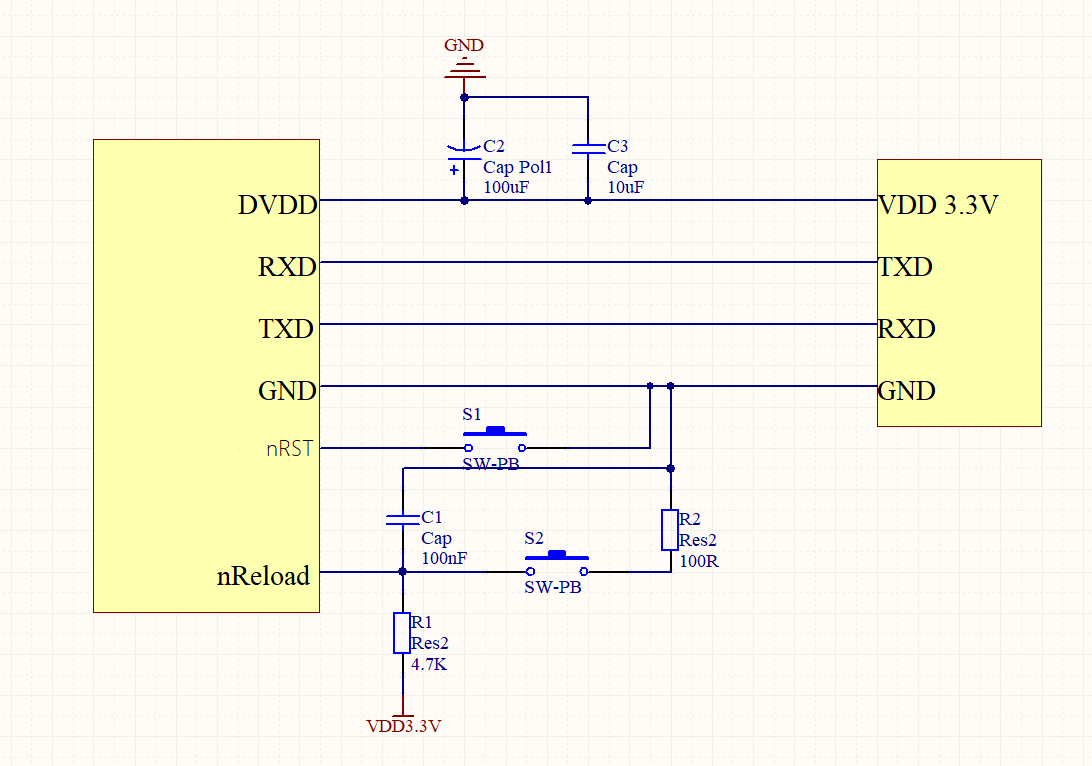 GND
C2
Cap Pol1
100uF
+
C3
Cap
10uF
DVDD
VDD 3.3V
RXD
TXD
TXD
RXD
GND
GND
S1
nRST
SW-PB
C1
Cap
100nF
S2
R2
Res2
100R
nReload
SW-PB
R1
Res2
4.7K
VDD3.3V